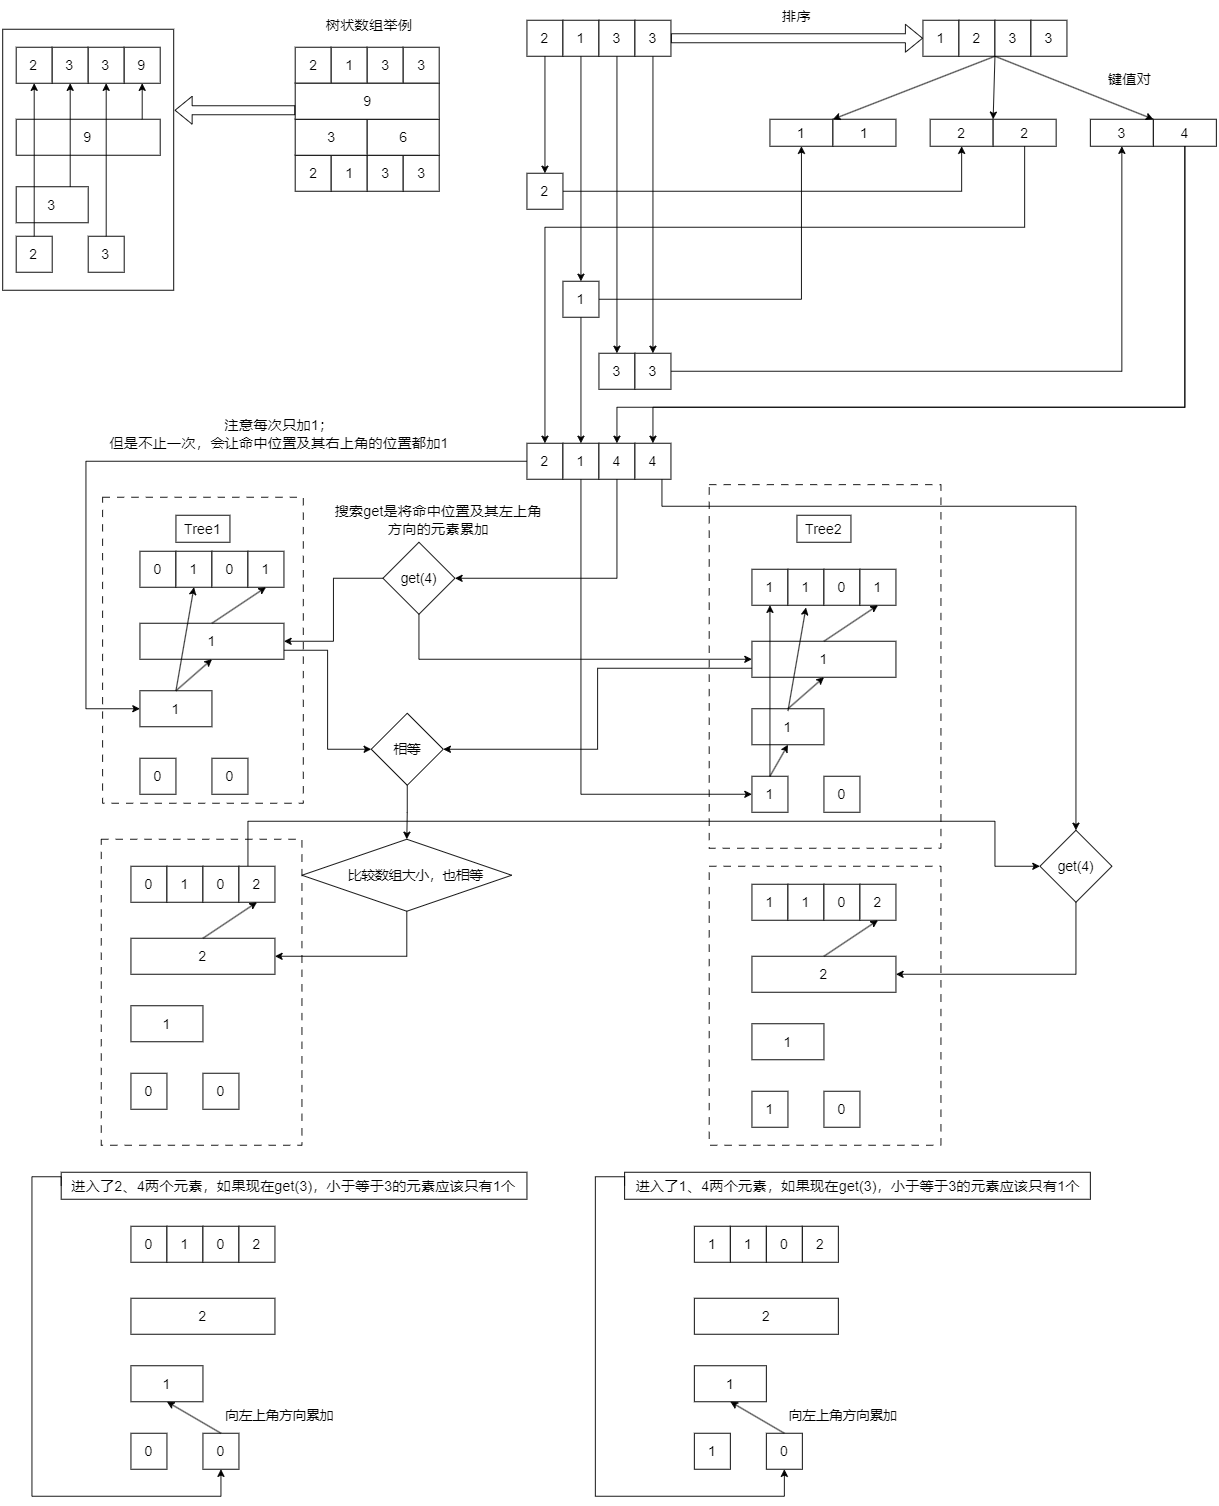 树状数组举例
2 3 3 9
9
3
2 3
2 1 3 3
9
3 6
2 1 3 3
排序
2 1 3 3
1 2 3 3
键值对
1 1
2 2
3 4
2
1
3 3
注意每次只加1；
但是不止一次，会让命中位置及其右上角的位置都加1
2 1 4 4
搜索get是将命中位置及其左上角
方向的元素累加
get(4)
Tree1
0 1 0 1
1
1
0 0
Tree2
1 1 0 1
1
1
1 0
相等
比较数组大小，也相等
get(4)
0 1 0 2
2
1
0 0
1 1 0 2
2
1
1 0
进入了2、4两个元素，如果现在get(3)，小于等于3的元素应该只有1个
0 1 0 2
2
1
向左上角方向累加
0 0
进入了1、4两个元素，如果现在get(3)，小于等于3的元素应该只有1个
1 1 0 2
2
1
向左上角方向累加
1 0